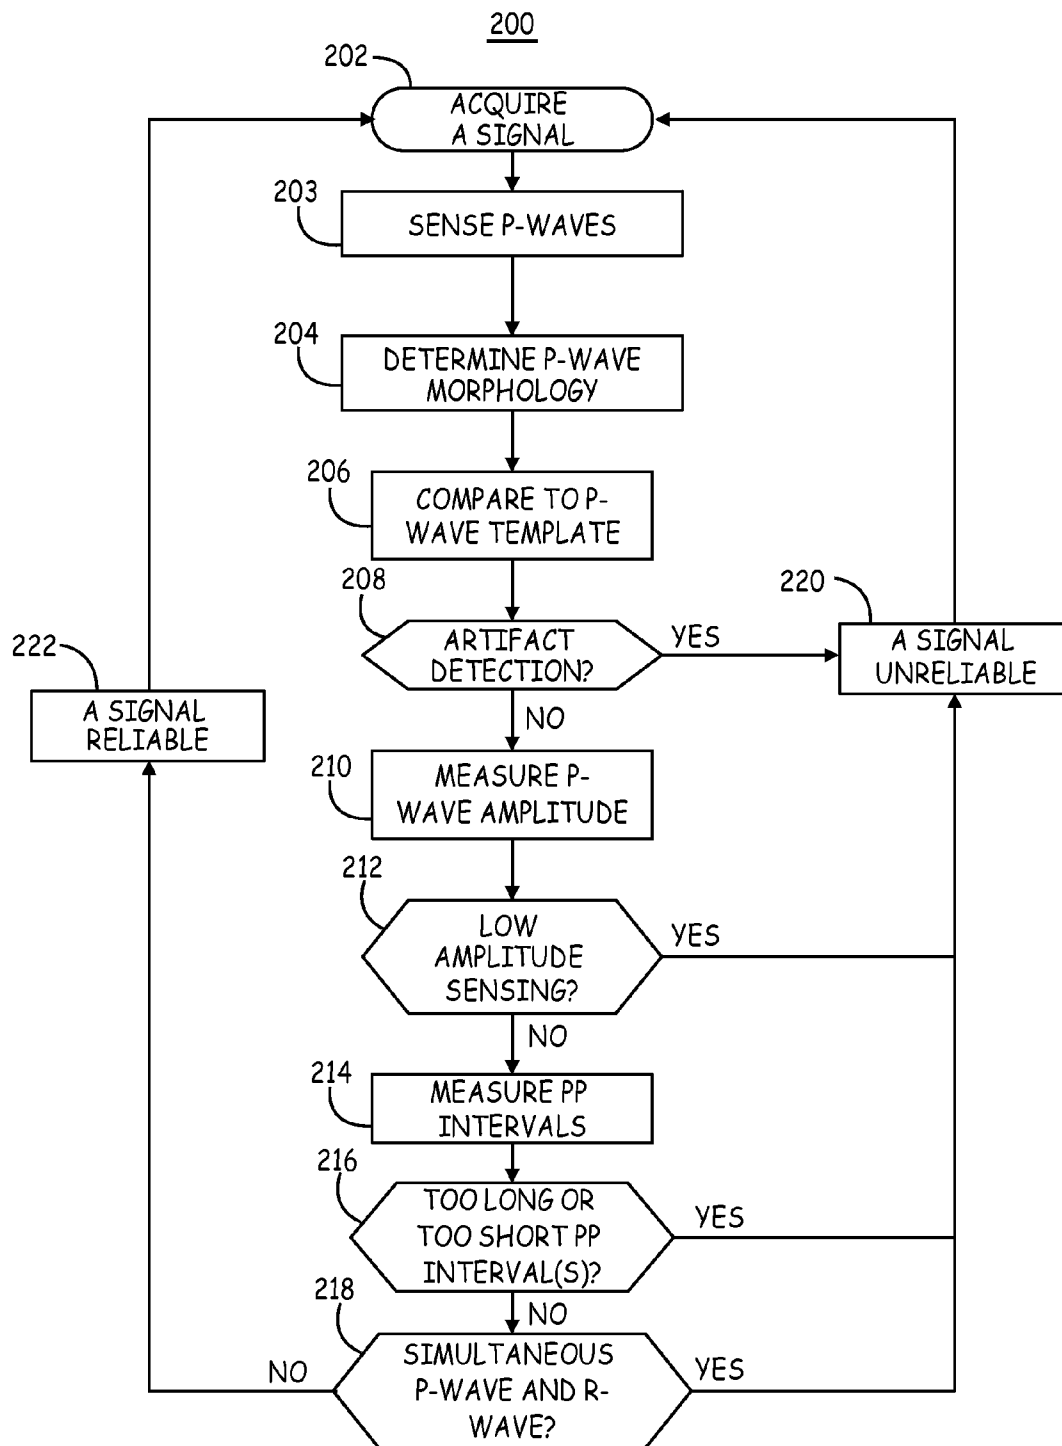 200
202
ACQUIRE
A SIGNAL
203
SENSE P-WAVES
204
DETERMINE P-WAVE
MORPHOLOGY
206
COMPARE TO P-
WAVE TEMPLATE
208
ARTIFACT
DETECTION?
YES
220
A SIGNAL
UNRELIABLE
222
A SIGNAL
RELIABLE
NO
210
MEASURE P-
WAVE AMPLITUDE
212
LOW
AMPLITUDE
SENSING?
YES
NO
214
MEASURE PP
INTERVALS
216
TOO LONG OR
TOO SHORT PP
INTERVAL(S)?
YES
NO
218
SIMULTANEOUS
P-WAVE AND R-
WAVE?
NO
YES